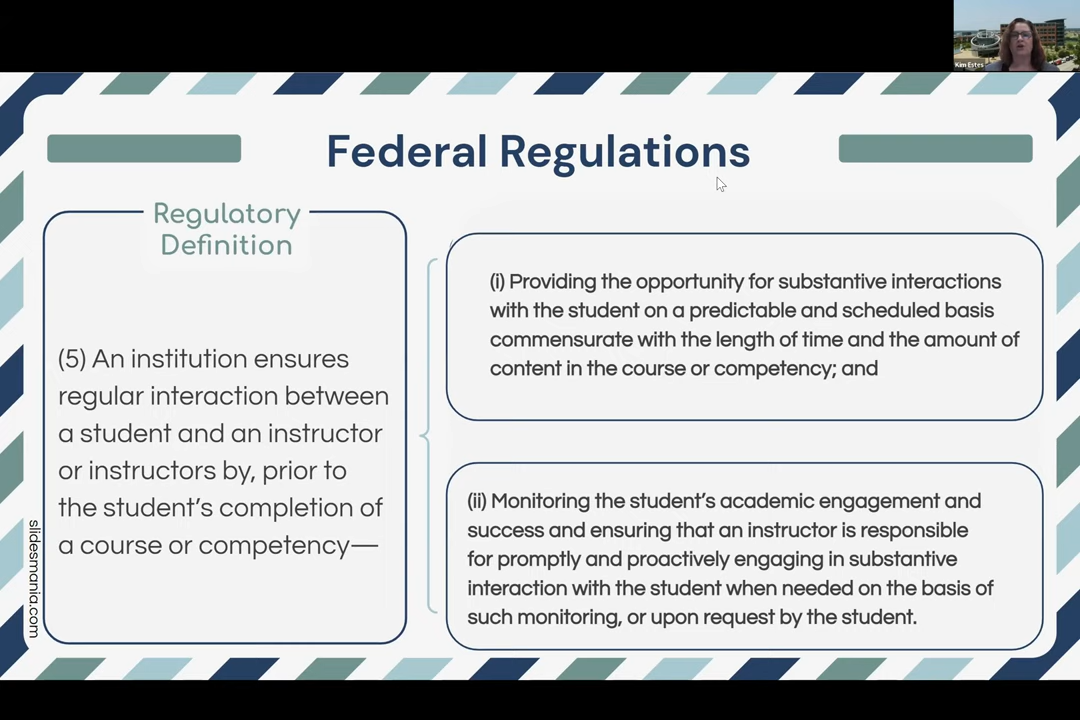 Kim Estes
Federal Regulations
Regulatory
Definition
(5) An institution ensures
regular interaction between
a student and an instructor
or instructors by, prior to
the student’s completion of
a course or competency—
(i) Providing the opportunity for substantive interactions
with the student on a predictable and scheduled basis
commensurate with the length of time and the amount of
content in the course or competency; and
(ii) Monitoring the student’s academic engagement and
success and ensuring that an instructor is responsible
for promptly and proactively engaging in substantive
interaction with the student when needed on the basis of
such monitoring, or upon request by the student.
slidesmania.com